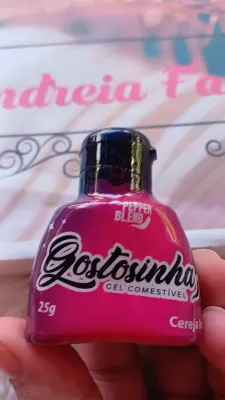 ndreia Fa
PEPPER
BLEND
Gostosinha
GEL COMESTÍVEL
25g
Cereja